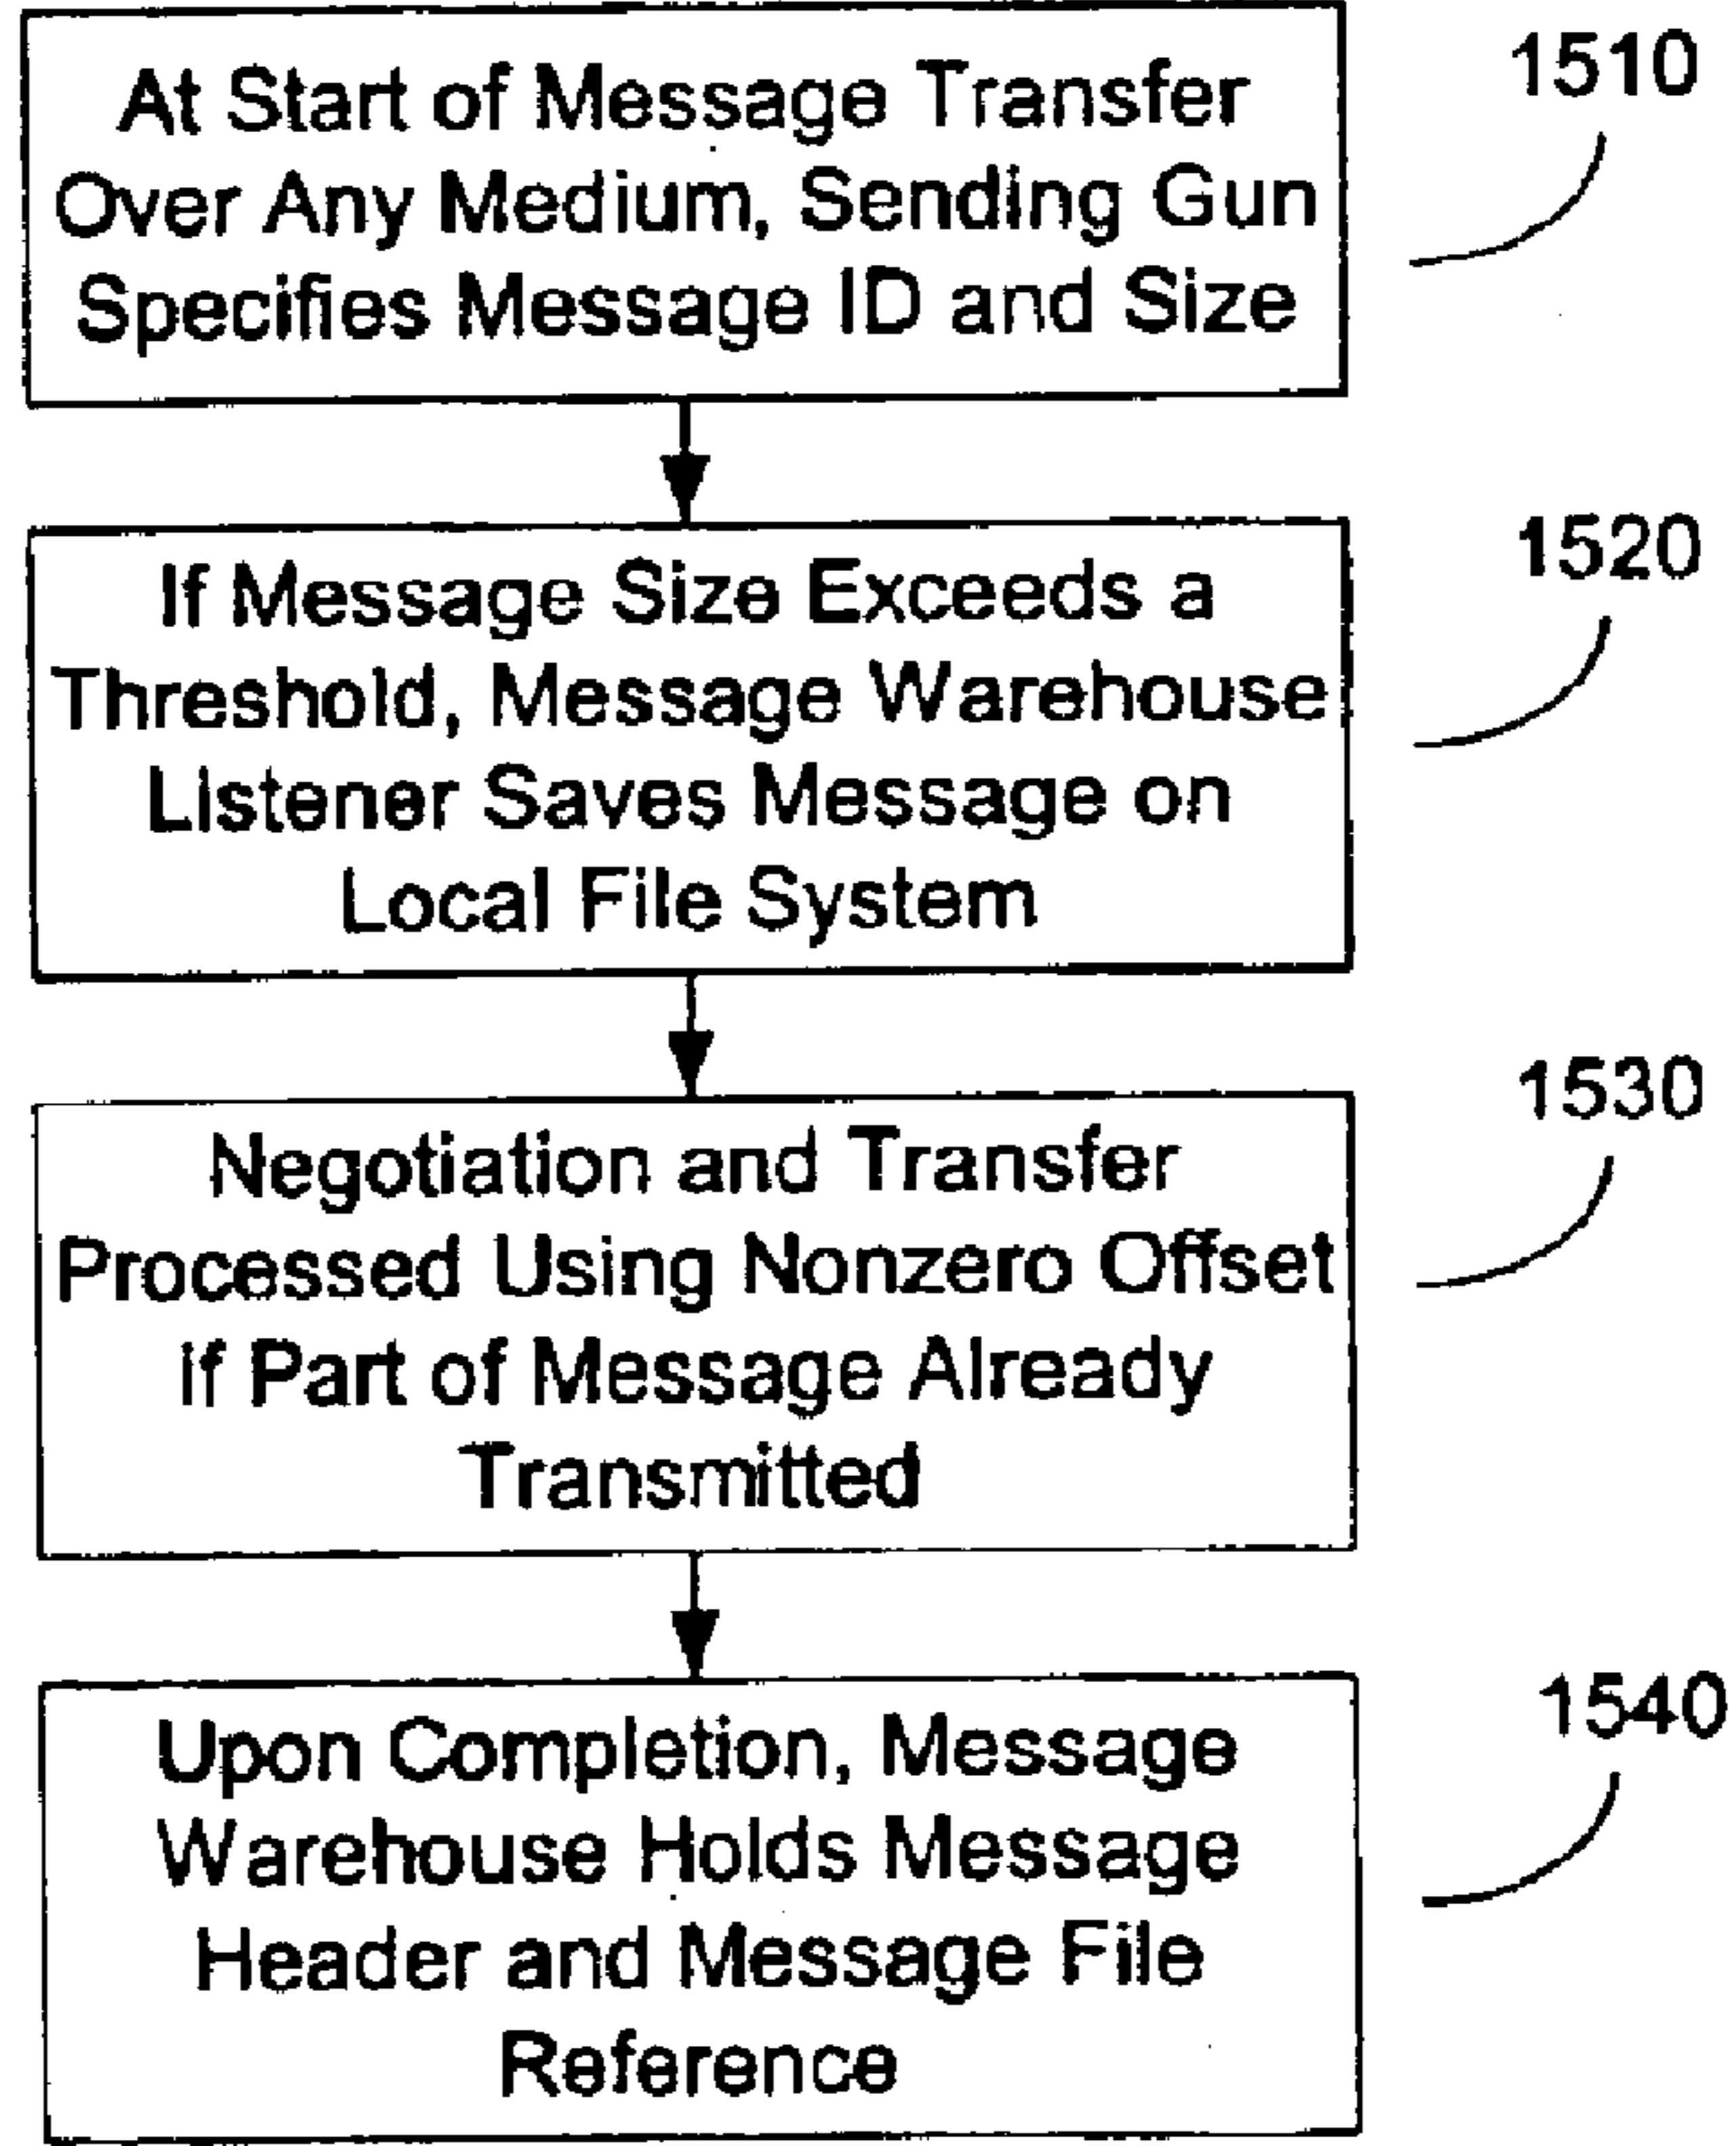 At Start of Message Transfer
Over Any Medium, Sending Gun
Specifies Message ID and Size
1510
If Message Size Exceeds a
Threshold, Message Warehouse
Listener Saves Message on
Local File System
1520
Negotiation and Transfer
Processed Using Nonzero Offset
if Part of Message Already
Transmitted
1530
Upon Completion, Message
Warehouse Holds Message
Header and Message File
Reference
1540